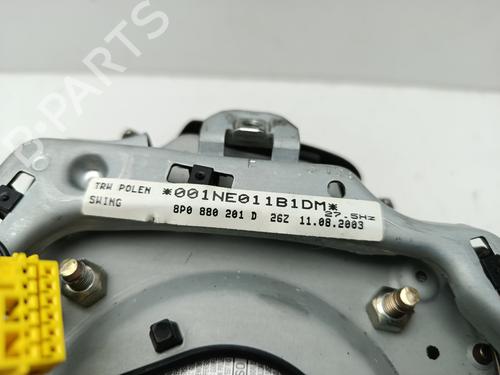 TRW POLEN *001NE011B1DM*
SWING 27.5Hz
8P0 880 201 D 26Z 11.08.2003
B-PARTS